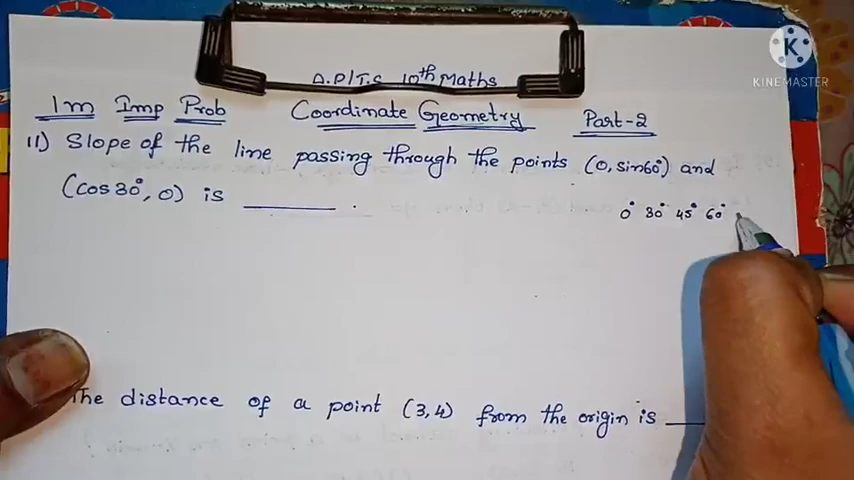 K
KINEMASTER
A.P/T.S 10th Maths
1m Imp Prob Coordinate Geometry Part-2
11) Slope of the line passing through the points (0, sin60°) and
(cos 30°, 0) is ________ .
0° 30° 45° 60°
The distance of a point (3,4) from the origin is ____